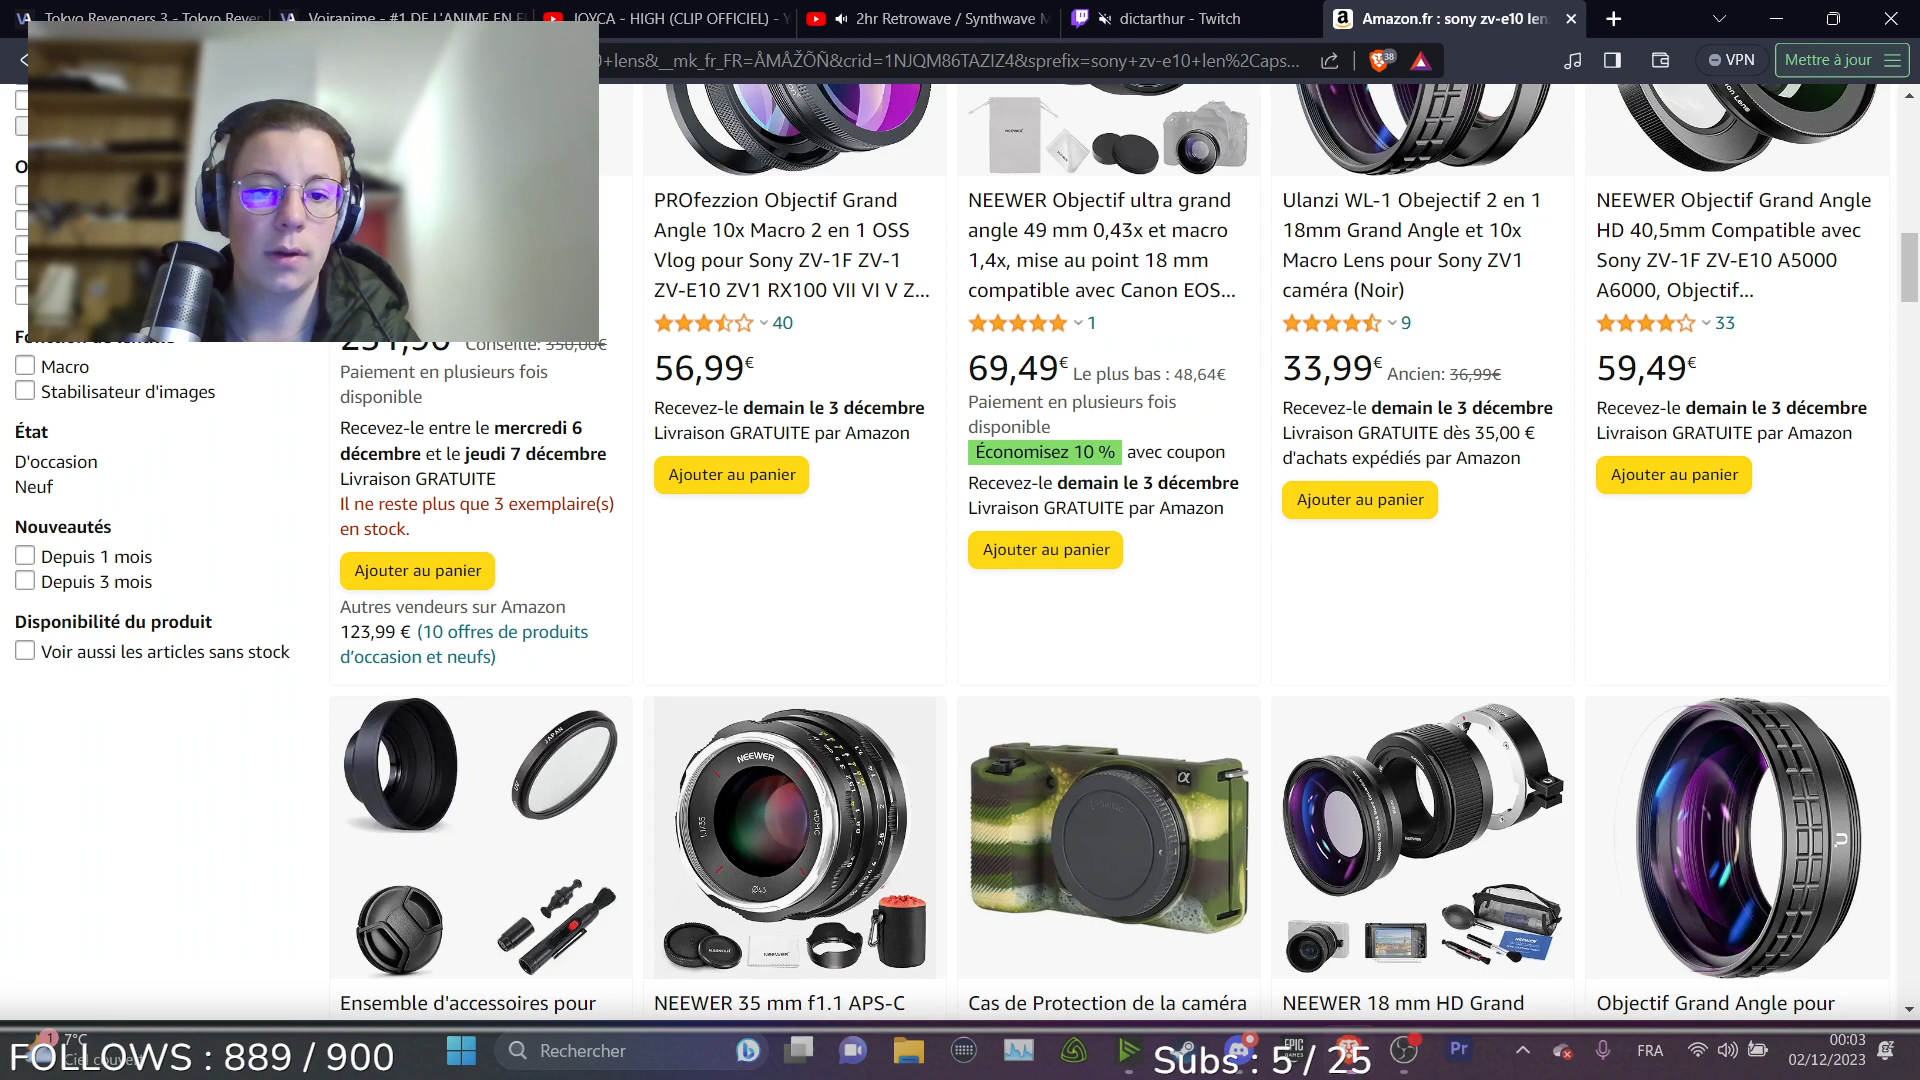 Tokyo Revengers 3 - Tokyo Rever
Voiranime - #1 DE L'ANIME EN F
JOYCA - HIGH (CLIP OFFICIEL) - Y
2hr Retrowave / Synthwave M
dictarthur - Twitch
Amazon.fr : sony zv-e10 len
+lens&__mk_fr_FR=ÅMÅŽÕÑ&crid=1NJQM86TAZIZ4&sprefix=sony+zv-e10+len%2Caps...
38
VPN
Mettre à jour
Macro
Stabilisateur d'images
État
D'occasion
Neuf
Nouveautés
Depuis 1 mois
Depuis 3 mois
Disponibilité du produit
Voir aussi les articles sans stock
Conseillé: 350,00€
Paiement en plusieurs fois
disponible
Recevez-le entre le mercredi 6
décembre et le jeudi 7 décembre
Livraison GRATUITE
Il ne reste plus que 3 exemplaire(s)
en stock.
Ajouter au panier
Autres vendeurs sur Amazon
123,99 € (10 offres de produits
d'occasion et neufs)
PROfezzion Objectif Grand
Angle 10x Macro 2 en 1 OSS
Vlog pour Sony ZV-1F ZV-1
ZV-E10 ZV1 RX100 VII VI V Z...
40
56,99€
Recevez-le demain le 3 décembre
Livraison GRATUITE par Amazon
Ajouter au panier
NEEWER Objectif ultra grand
angle 49 mm 0,43x et macro
1,4x, mise au point 18 mm
compatible avec Canon EOS...
1
69,49€ Le plus bas : 48,64€
Paiement en plusieurs fois
disponible
Économisez 10 % avec coupon
Recevez-le demain le 3 décembre
Livraison GRATUITE par Amazon
Ajouter au panier
Ulanzi WL-1 Obejectif 2 en 1
18mm Grand Angle et 10x
Macro Lens pour Sony ZV1
caméra (Noir)
9
33,99€ Ancien: 36,99€
Recevez-le demain le 3 décembre
Livraison GRATUITE dès 35,00 €
d'achats expédiés par Amazon
Ajouter au panier
NEEWER Objectif Grand Angle
HD 40,5mm Compatible avec
Sony ZV-1F ZV-E10 A5000
A6000, Objectif...
33
59,49€
Recevez-le demain le 3 décembre
Livraison GRATUITE par Amazon
Ajouter au panier
JAPAN
NEEWER
Ensemble d'accessoires pour
NEEWER 35 mm f1.1 APS-C
Cas de Protection de la caméra
NEEWER 18 mm HD Grand
Objectif Grand Angle pour
1
7°C
Ciel couvert
FOLLOWS : 889 / 900
Rechercher
EPIC
GAMES
Subs : 5 / 25
Pr
FRA
00:03
02/12/2023